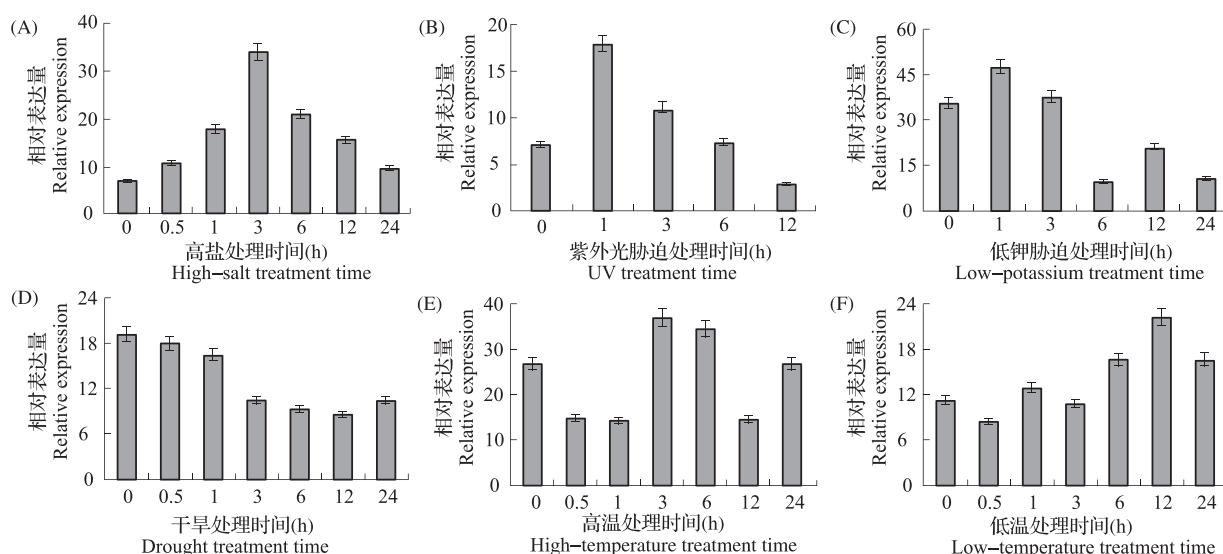 (A)
相对表达量
Relative expression
40
30
20
10
0
0 0.5 1 3 6 12 24
高盐处理时间(h)
High–salt treatment time
(B)
相对表达量
Relative expression
20
15
10
5
0
0 1 3 6 12
紫外光胁迫处理时间(h)
UV treatment time
(C)
相对表达量
Relative expression
60
45
30
15
0
0 1 3 6 12 24
低钾胁迫处理时间(h)
Low–potassium treatment time
(D)
相对表达量
Relative expression
24
18
12
6
0
0 0.5 1 3 6 12 24
干旱处理时间(h)
Drought treatment time
(E)
相对表达量
Relative expression
40
30
20
10
0
0 0.5 1 3 6 12 24
高温处理时间(h)
High–temperature treatment time
(F)
相对表达量
Relative expression
24
18
12
6
0
0 0.5 1 3 6 12 24
低温处理时间(h)
Low–temperature treatment time